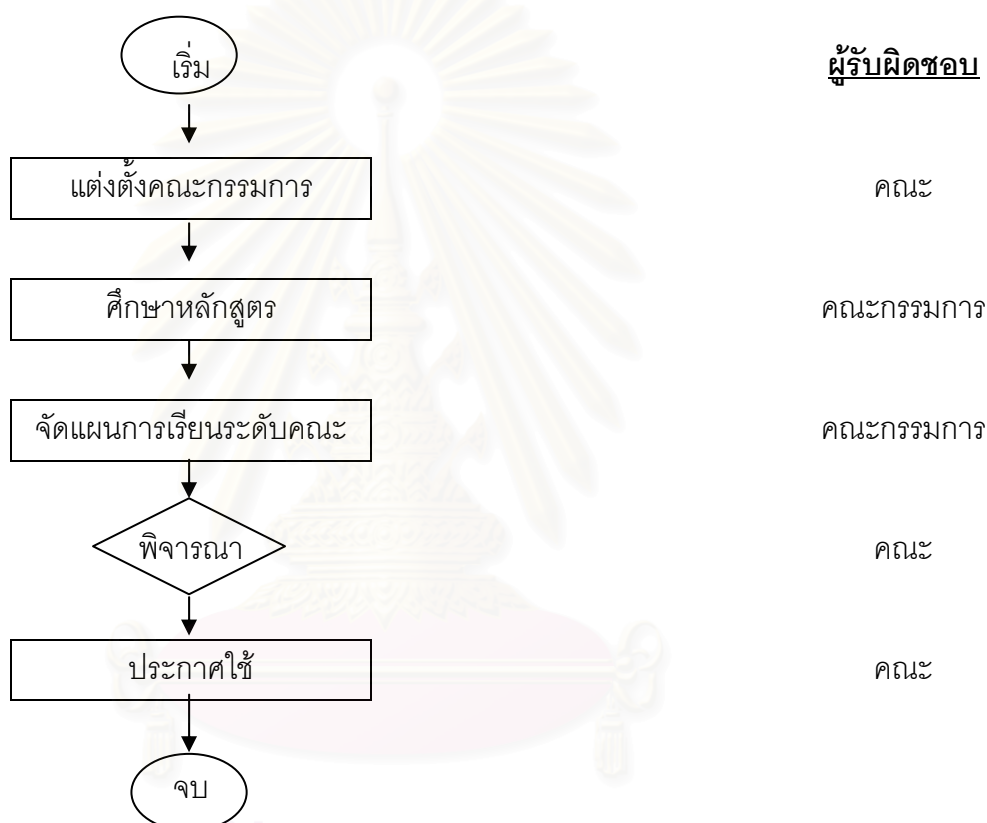 เริ่ม ผู้รับผิดชอบ
แต่งตั้งคณะกรรมการ คณะ
ศึกษาหลักสูตร คณะกรรมการ
จัดแผนการเรียนระดับคณะ คณะกรรมการ
พิจารณา คณะ
ประกาศใช้ คณะ
จบ